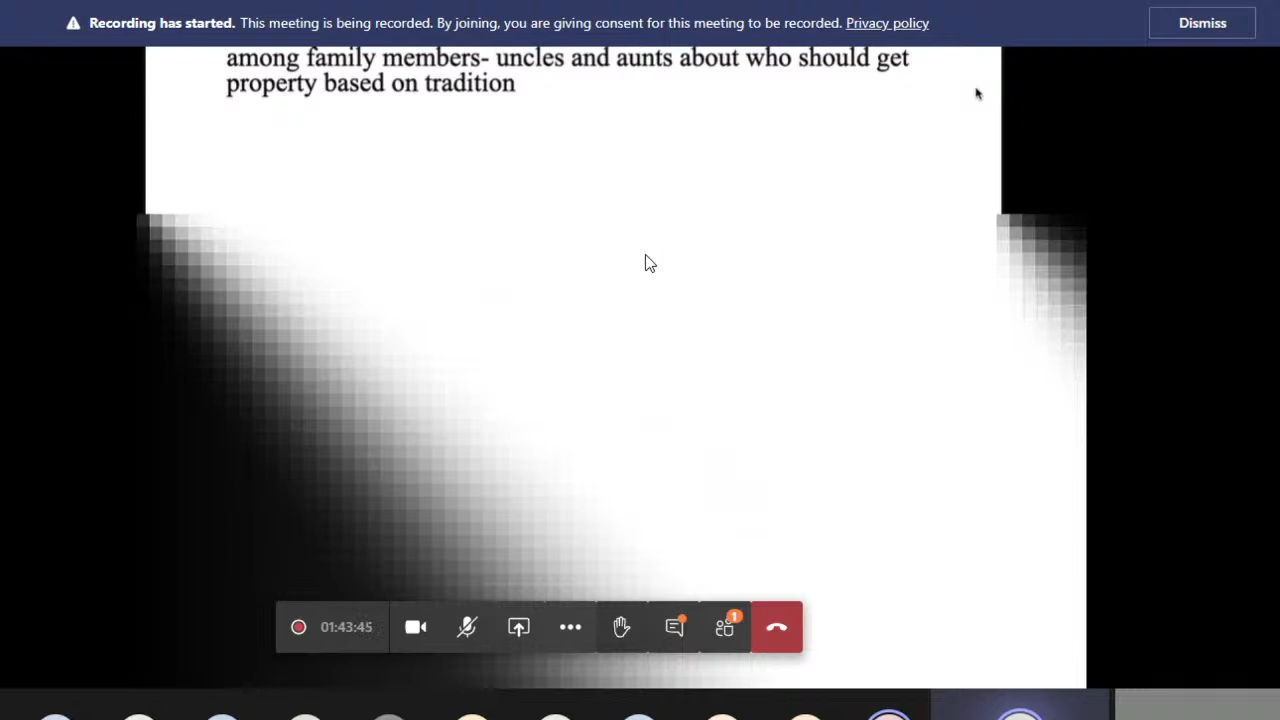 Recording has started. This meeting is being recorded. By joining, you are giving consent for this meeting to be recorded. Privacy policy
Dismiss
among family members- uncles and aunts about who should get
property based on tradition
01:43:45
1